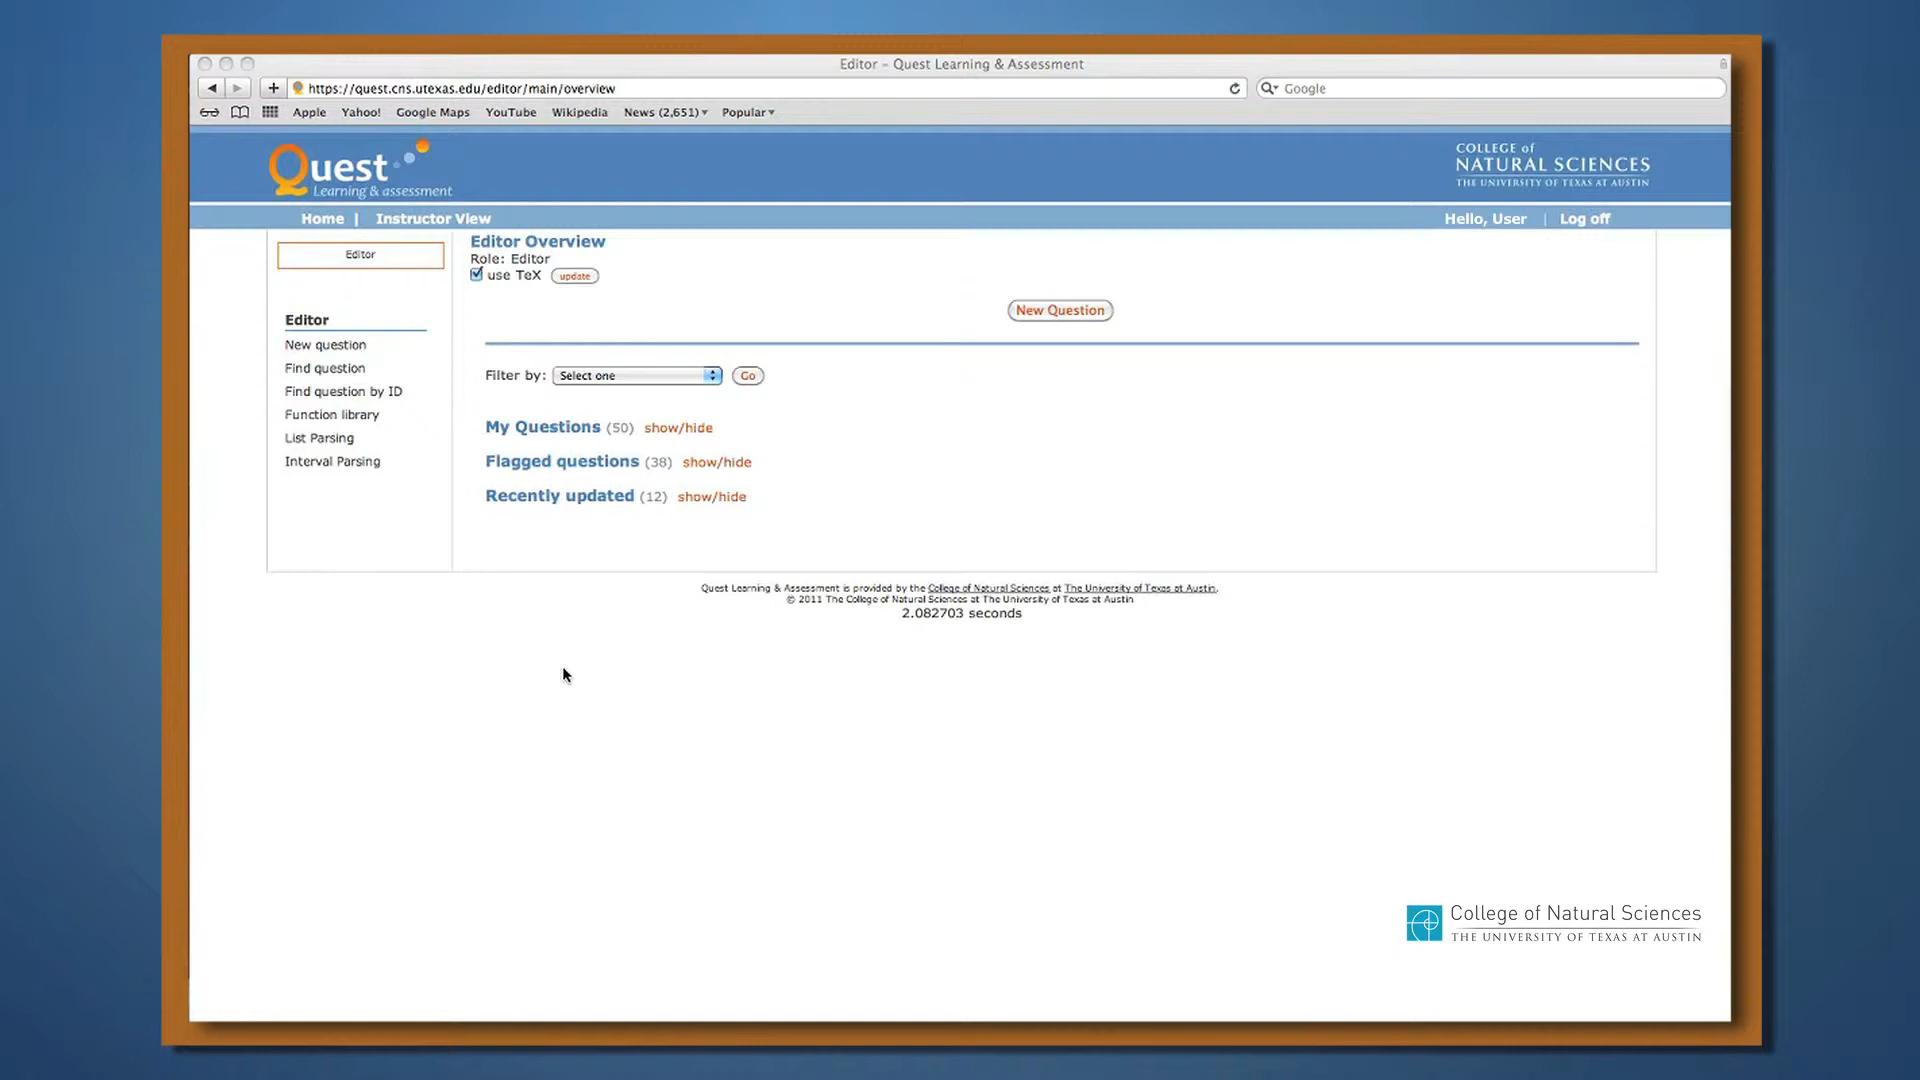 Editor – Quest Learning & Assessment
https://quest.cns.utexas.edu/editor/main/overview
Google
Apple Yahoo! Google Maps YouTube Wikipedia News (2,651) Popular
Quest
Learning & assessment
COLLEGE of
NATURAL SCIENCES
THE UNIVERSITY OF TEXAS AT AUSTIN
Home | Instructor View
Hello, User | Log off
Editor
Editor
New question
Find question
Find question by ID
Function library
List Parsing
Interval Parsing
Editor Overview
Role: Editor
use TeX update
New Question
Filter by: Select one Go
My Questions (50) show/hide
Flagged questions (38) show/hide
Recently updated (12) show/hide
Quest Learning & Assessment is provided by the College of Natural Sciences at The University of Texas at Austin.
© 2011 The College of Natural Sciences at The University of Texas at Austin
2.082703 seconds
College of Natural Sciences
THE UNIVERSITY OF TEXAS AT AUSTIN